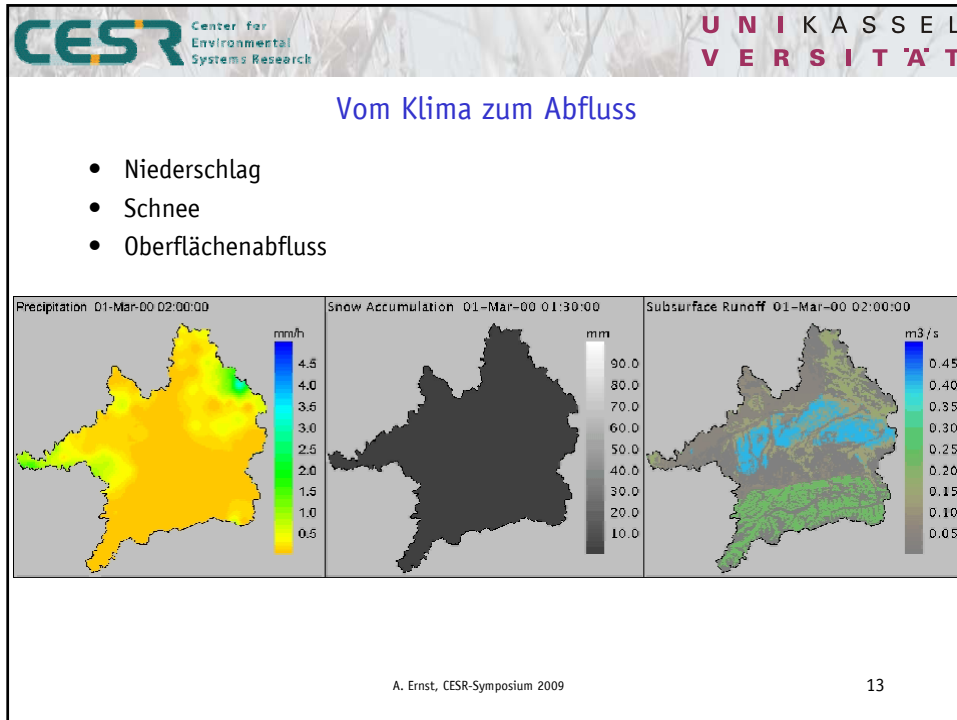 CESR
Center for
Environmental
Systems Research
U N I K A S S E L
V E R S I T Ä T
Vom Klima zum Abfluss
• Niederschlag
• Schnee
• Oberflächenabfluss
Precipitation 01-Mar-00 02:00:00
mm/h
4.5
4.0
3.5
3.0
2.5
2.0
1.5
1.0
0.5
Snow Accumulation 01-Mar-00 01:30:00
mm
90.0
80.0
70.0
60.0
50.0
40.0
30.0
20.0
10.0
Subsurface Runoff 01-Mar-00 02:00:00
m3/s
0.45
0.40
0.35
0.30
0.25
0.20
0.15
0.10
0.05
A. Ernst, CESR-Symposium 2009
13